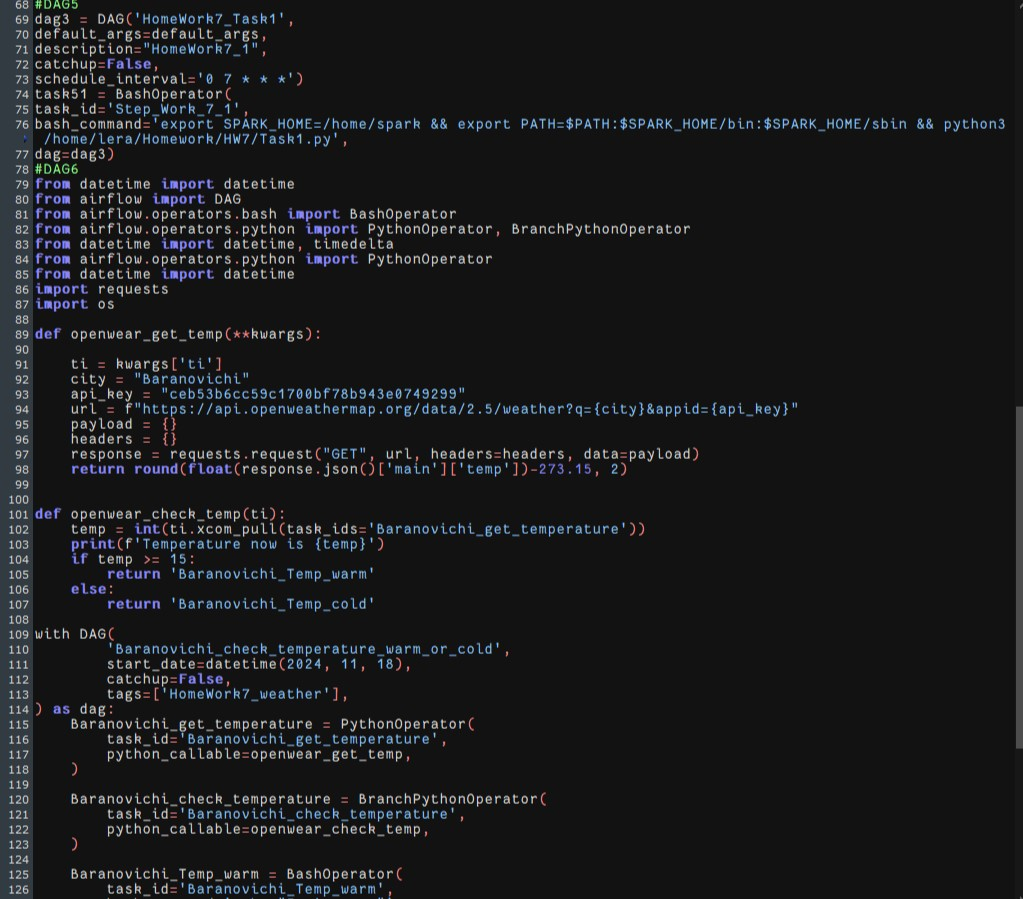 68 #DAG5
69 dag3 = DAG('HomeWork7_Task1',
70 default_args=default_args,
71 description="HomeWork7_1",
72 catchup=False,
73 schedule_interval='0 7 * * *')
74 task51 = BashOperator(
75 task_id='Step_Work_7_1',
76 bash_command='export SPARK_HOME=/home/spark && export PATH=$PATH:$SPARK_HOME/bin:$SPARK_HOME/sbin && python3
/home/lera/Homework/HW7/Task1.py',
77 dag=dag3)
78 #DAG6
79 from datetime import datetime
80 from airflow import DAG
81 from airflow.operators.bash import BashOperator
82 from airflow.operators.python import PythonOperator, BranchPythonOperator
83 from datetime import datetime, timedelta
84 from airflow.operators.python import PythonOperator
85 from datetime import datetime
86 import requests
87 import os
88
89 def openwear_get_temp(**kwargs):
90
91     ti = kwargs['ti']
92     city = "Baranovichi"
93     api_key = "ceb53b6cc59c1700bf78b943e0749299"
94     url = f"https://api.openweathermap.org/data/2.5/weather?q={city}&appid={api_key}"
95     payload = {}
96     headers = {}
97     response = requests.request("GET", url, headers=headers, data=payload)
98     return round(float(response.json()['main']['temp'])-273.15, 2)
99
100
101 def openwear_check_temp(ti):
102     temp = int(ti.xcom_pull(task_ids='Baranovichi_get_temperature'))
103     print(f'Temperature now is {temp}')
104     if temp >= 15:
105         return 'Baranovichi_Temp_warm'
106     else:
107         return 'Baranovichi_Temp_cold'
108
109 with DAG(
110         'Baranovichi_check_temperature_warm_or_cold',
111         start_date=datetime(2024, 11, 18),
112         catchup=False,
113         tags=['HomeWork7_weather'],
114 ) as dag:
115     Baranovichi_get_temperature = PythonOperator(
116         task_id='Baranovichi_get_temperature',
117         python_callable=openwear_get_temp,
118     )
119
120     Baranovichi_check_temperature = BranchPythonOperator(
121         task_id='Baranovichi_check_temperature',
122         python_callable=openwear_check_temp,
123     )
124
125     Baranovichi_Temp_warm = BashOperator(
126         task_id='Baranovichi_Temp_warm',